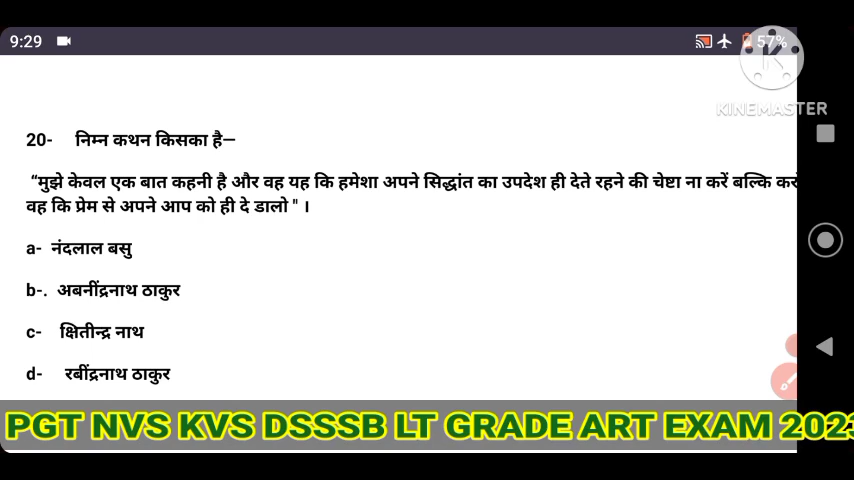 9:29
57%
KINEMASTER
20- निम्न कथन किसका है—
“मुझे केवल एक बात कहनी है और वह यह कि हमेशा अपने सिद्धांत का उपदेश ही देते रहने की चेष्टा ना करें बल्कि करें
वह कि प्रेम से अपने आप को ही दे डालो " ।
a- नंदलाल बसु
b-. अबनींद्रनाथ ठाकुर
c- क्षितीन्द्र नाथ
d- रबींद्रनाथ ठाकुर
PGT NVS KVS DSSSB LT GRADE ART EXAM 2023